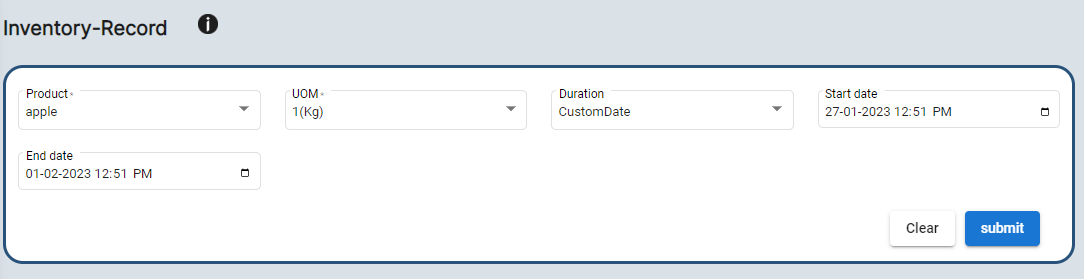 Inventory-Record
Product*
apple
UOM*
1(Kg)
Duration
CustomDate
Start date
27-01-2023 12:51 PM
End date
01-02-2023 12:51 PM
Clear
submit